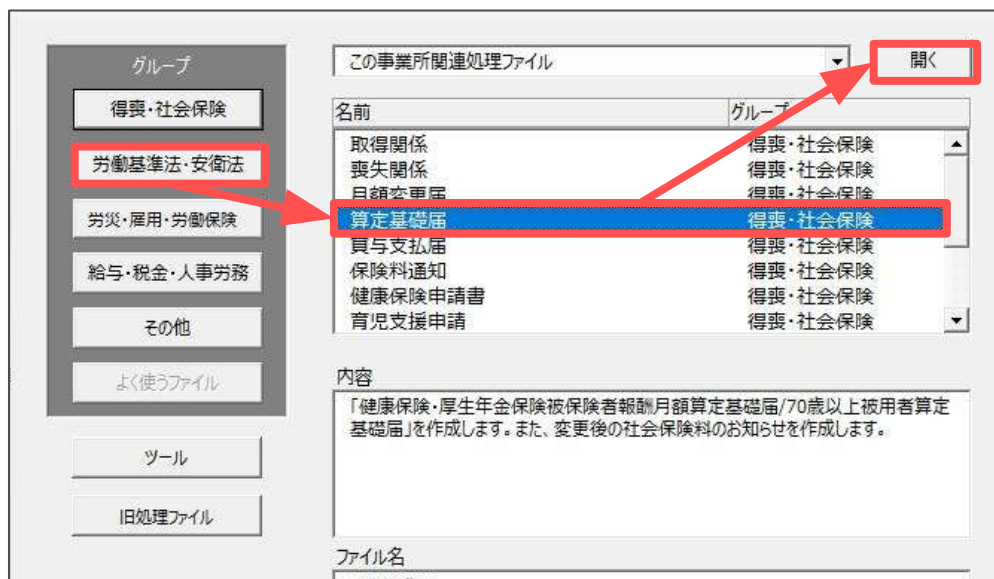 グループ
得喪・社会保険
労働基準法・安衛法
労災・雇用・労働保険
給与・税金・人事労務
その他
よく使うファイル
ツール
旧処理ファイル
この事業所関連処理ファイル
開く
名前 グループ
取得関係 得喪・社会保険
喪失関係 得喪・社会保険
月額変更届 得喪・社会保険
算定基礎届 得喪・社会保険
賞与支払届 得喪・社会保険
保険料通知 得喪・社会保険
健康保険申請書 得喪・社会保険
育児支援申請 得喪・社会保険
内容
「健康保険・厚生年金保険被保険者報酬月額算定基礎届/70歳以上被用者算定
基礎届」を作成します。また、変更後の社会保険料のお知らせを作成します。
ファイル名